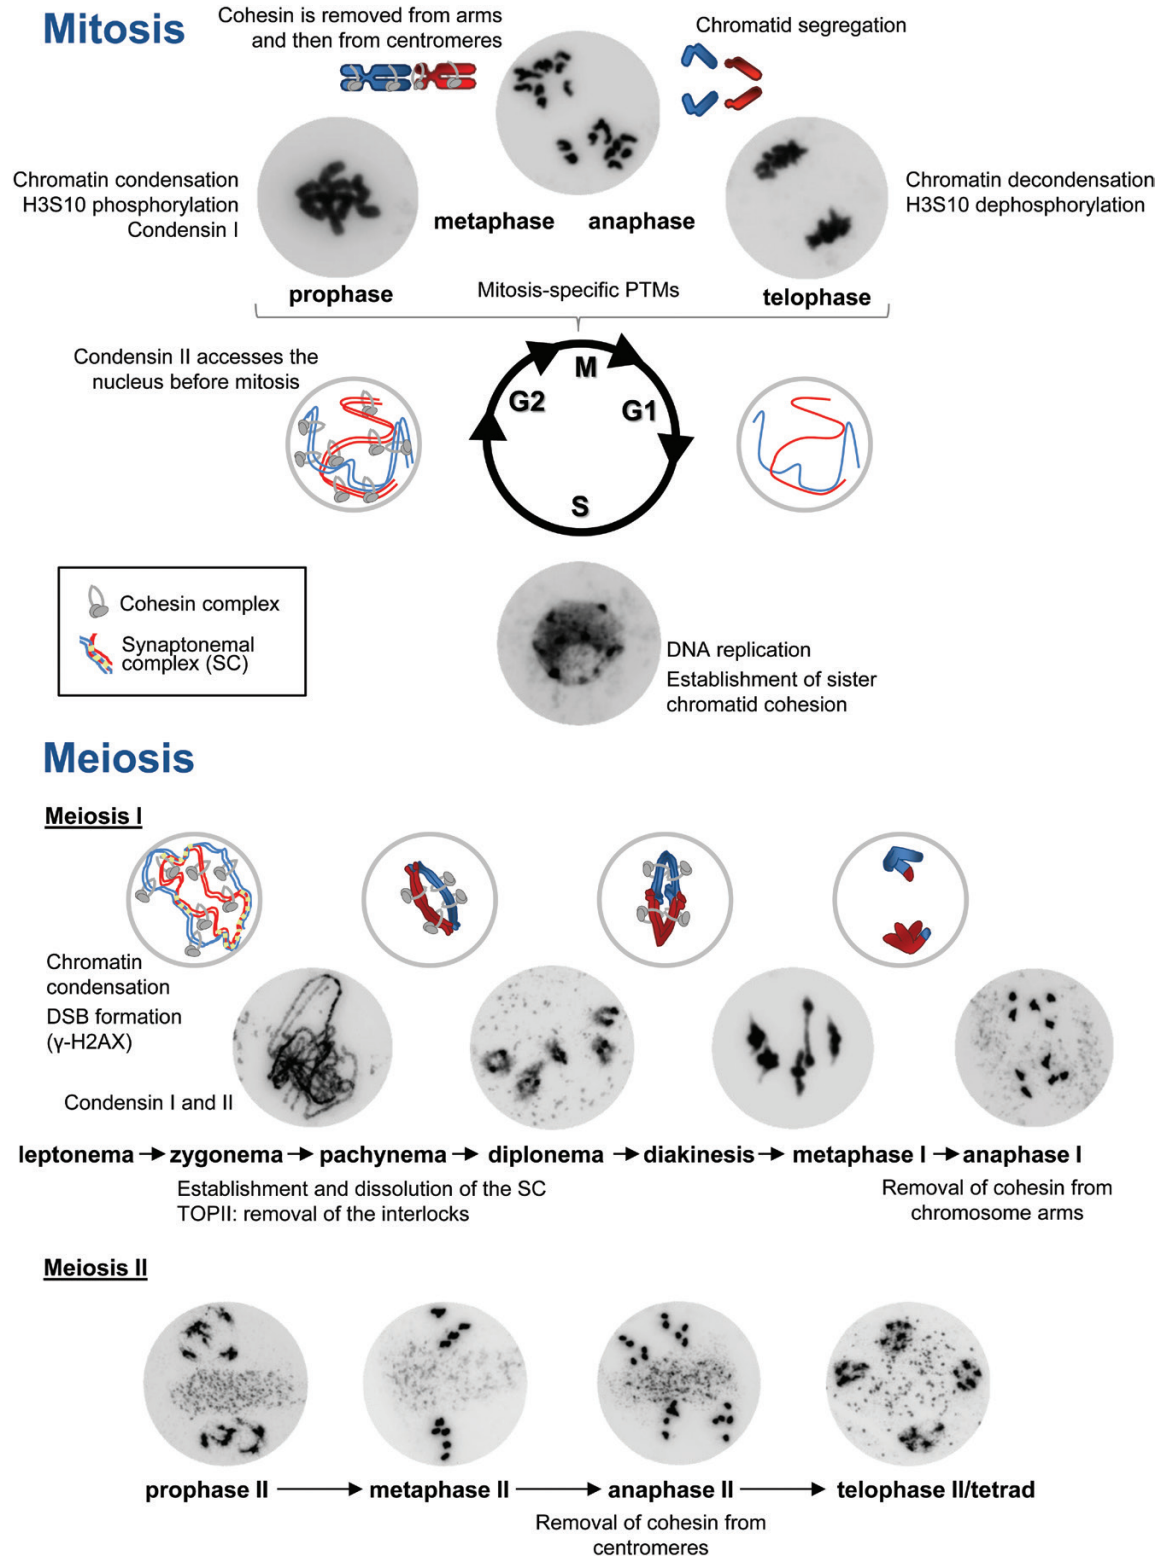 Mitosis
Cohesin is removed from arms
and then from centromeres
Chromatid segregation
Chromatin condensation
H3S10 phosphorylation
Condensin I
metaphase
anaphase
Chromatin decondensation
H3S10 dephosphorylation
prophase
Mitosis-specific PTMs
telophase
Condensin II accesses the
nucleus before mitosis
M
G2
G1
S
Cohesin complex
Synaptonemal
complex (SC)
DNA replication
Establishment of sister
chromatid cohesion
Meiosis
Meiosis I
Chromatin
condensation
DSB formation
(γ-H2AX)
Condensin I and II
leptonema → zygonema → pachynema → diplonema → diakinesis → metaphase I → anaphase I
Establishment and dissolution of the SC
TOPII: removal of the interlocks
Removal of cohesin from
chromosome arms
Meiosis II
prophase II → metaphase II → anaphase II → telophase II/tetrad
Removal of cohesin from
centromeres